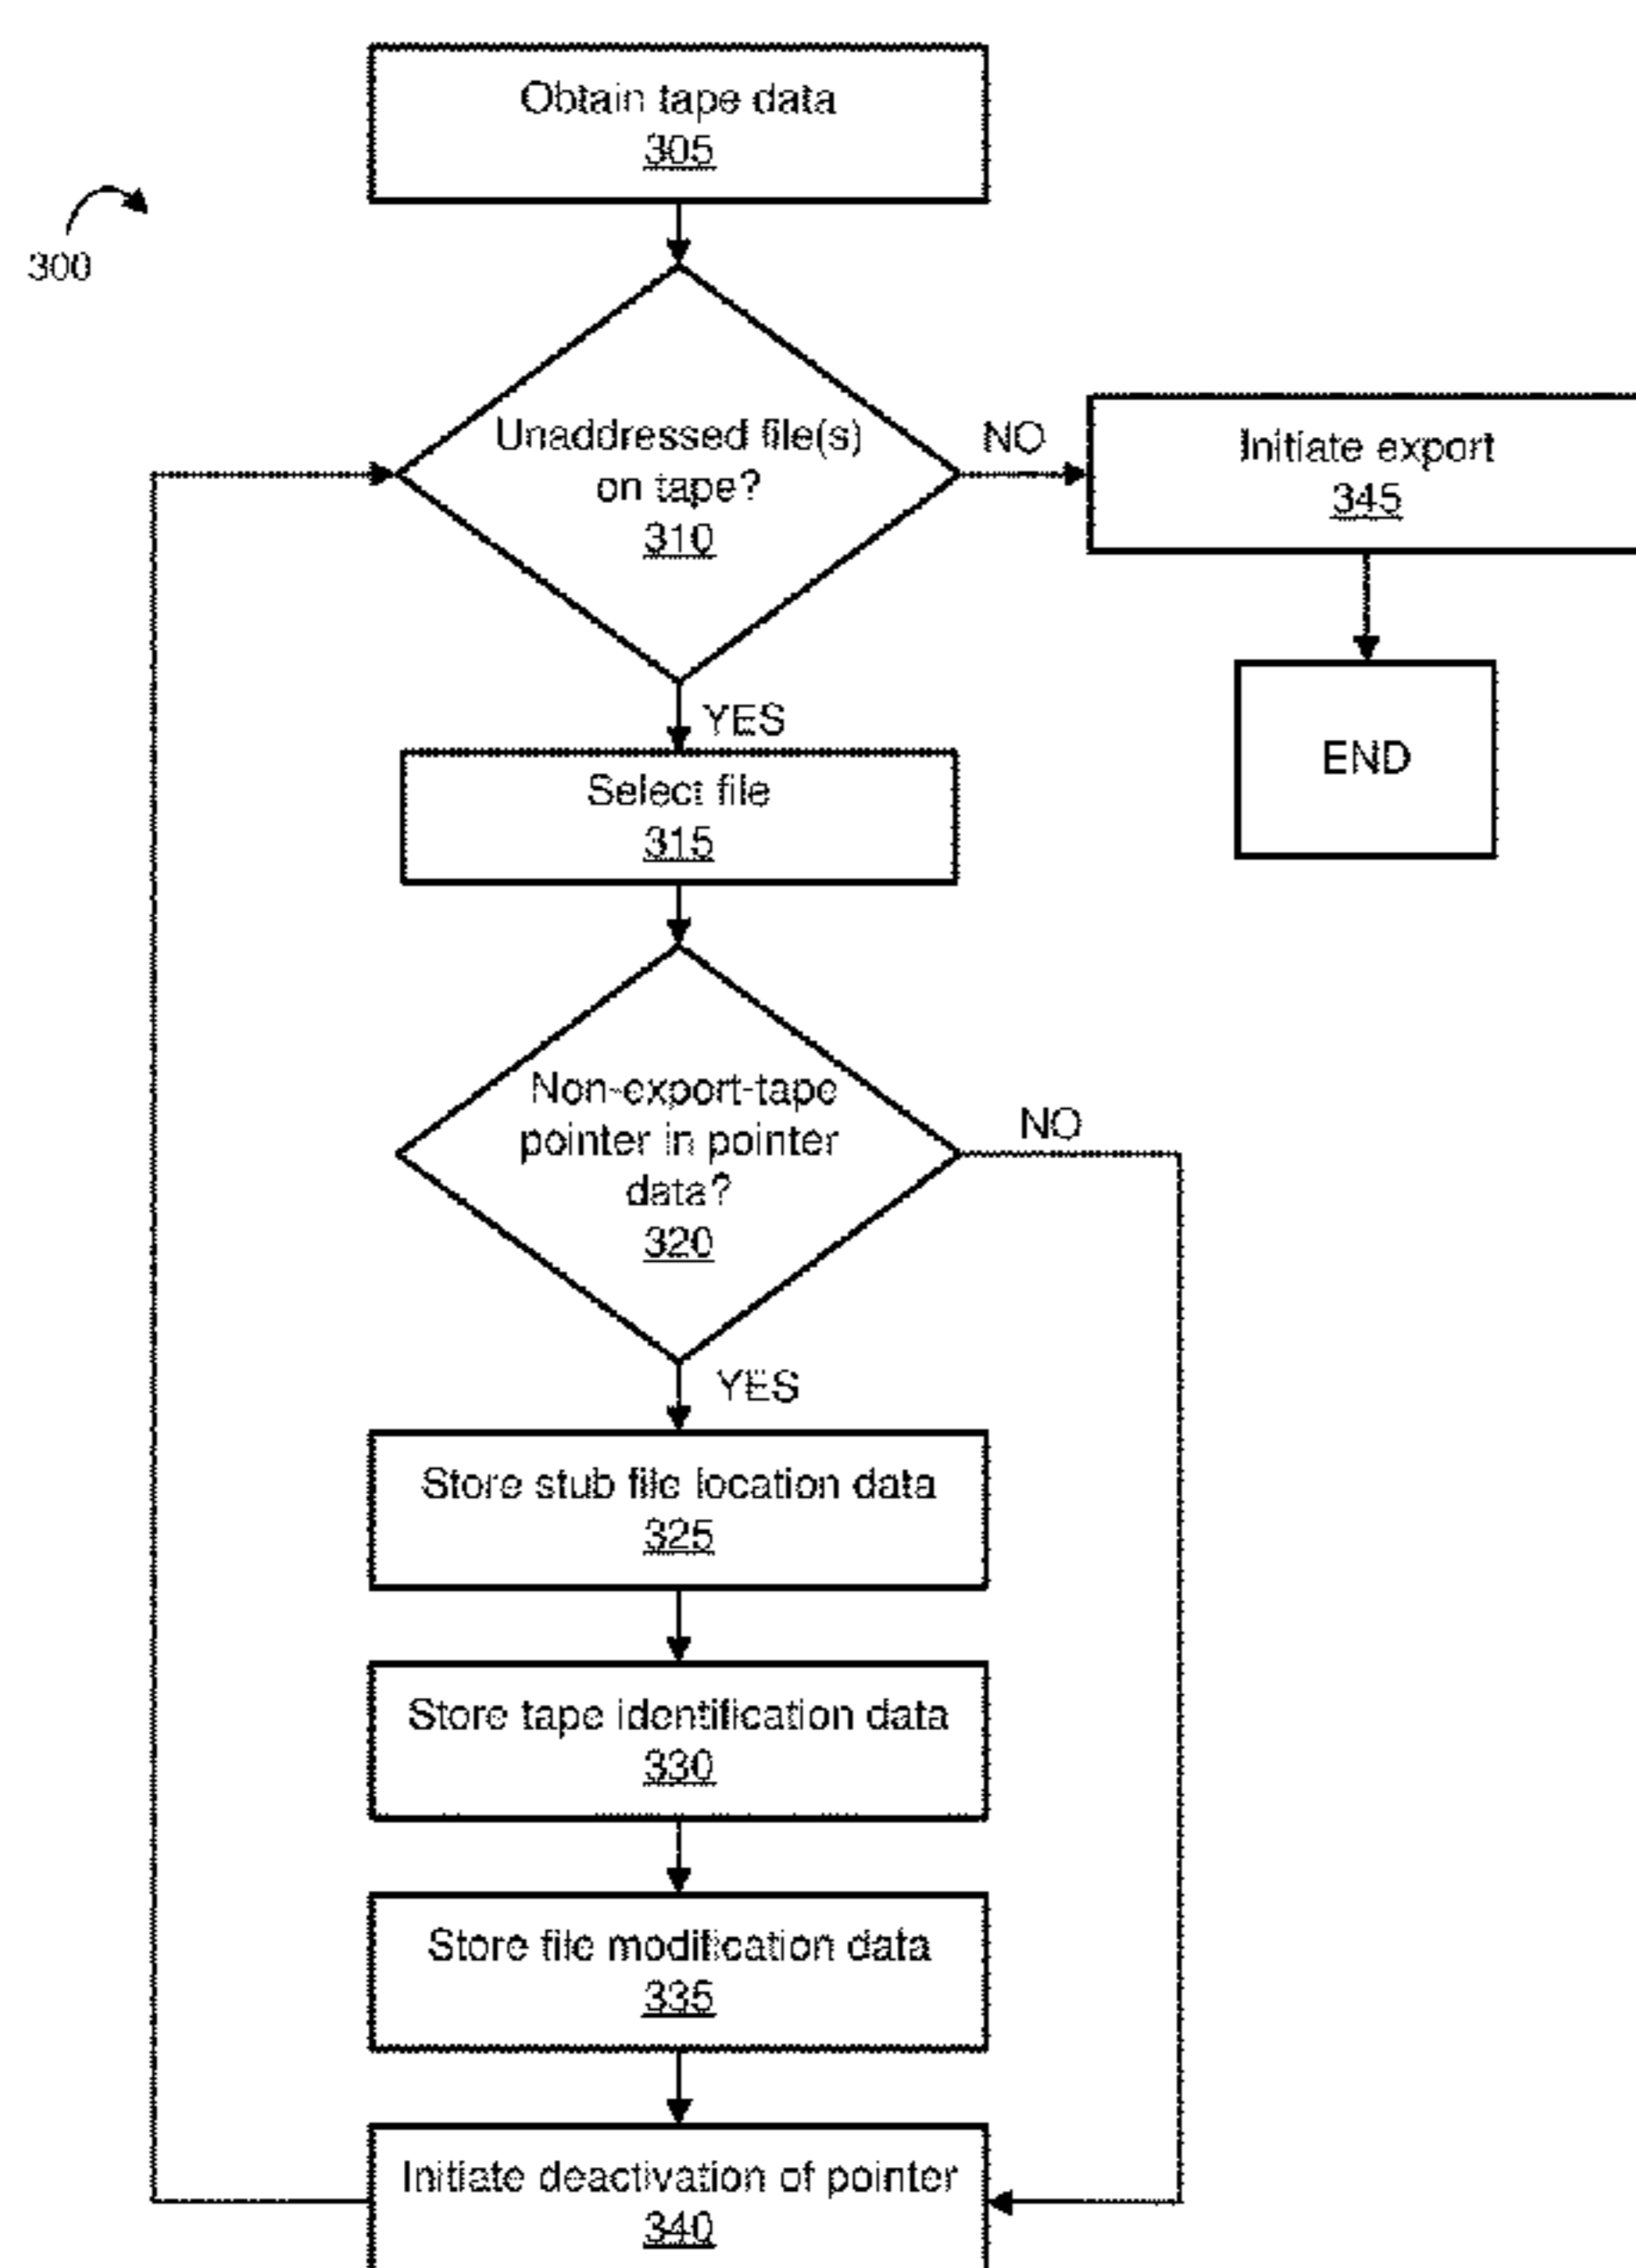 Obtain tape data
305
300
Unaddressed file(s)
on tape?
310
NO
Initiate export
345
END
YES
Select file
315
Non-export-tape
pointer in pointer
data?
320
NO
YES
Store stub file location data
325
Store tape identification data
330
Store file modification data
335
Initiate deactivation of pointer
340